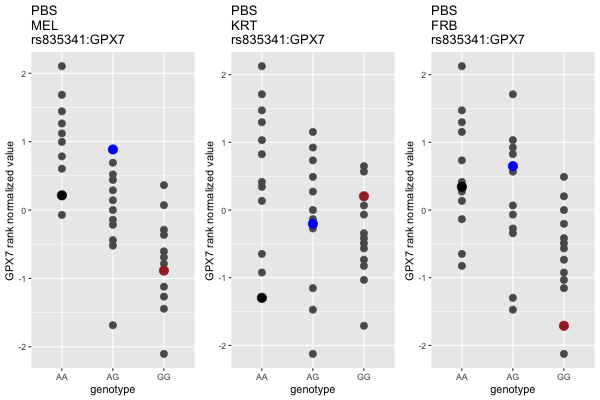 PBS
MEL
rs835341:GPX7
GPX7 rank normalized value
2
1
0
-1
-2
AA
AG
GG
genotype
PBS
KRT
rs835341:GPX7
GPX7 rank normalized value
2
1
0
-1
-2
AA
AG
GG
genotype
PBS
FRB
rs835341:GPX7
GPX7 rank normalized value
2
1
0
-1
-2
AA
AG
GG
genotype